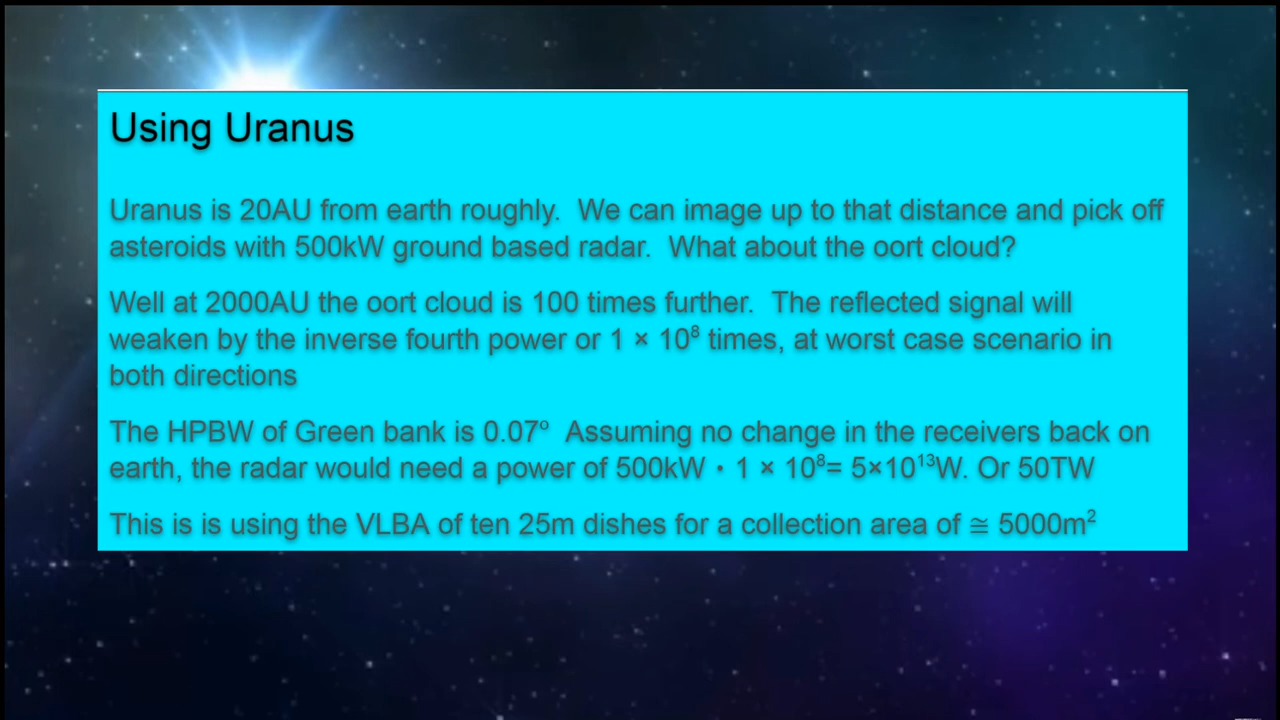 Using Uranus
Uranus is 20AU from earth roughly.  We can image up to that distance and pick off
asteroids with 500kW ground based radar.  What about the oort cloud?
Well at 2000AU the oort cloud is 100 times further.  The reflected signal will
weaken by the inverse fourth power or 1 × 10⁸ times, at worst case scenario in
both directions
The HPBW of Green bank is 0.07°  Assuming no change in the receivers back on
earth, the radar would need a power of 500kW · 1 × 10⁸= 5×10¹³W. Or 50TW
This is is using the VLBA of ten 25m dishes for a collection area of ≅ 5000m²